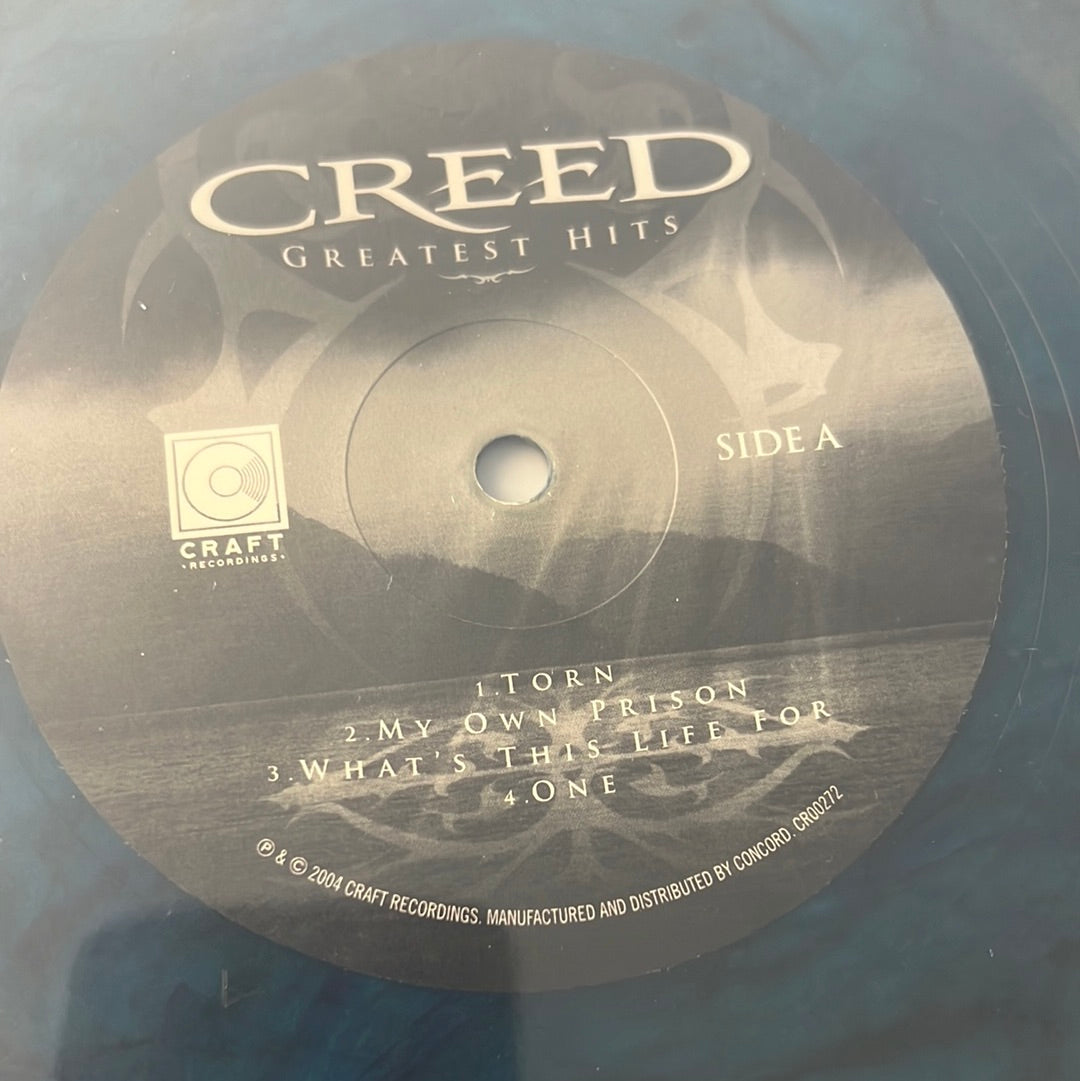 CREED
GREATEST HITS
SIDE A
CRAFT
•RECORDINGS•
1.TORN
2.MY OWN PRISON
3.WHAT'S THIS LIFE FOR
4.ONE
℗ & © 2004 CRAFT RECORDINGS. MANUFACTURED AND DISTRIBUTED BY CONCORD. CR00272